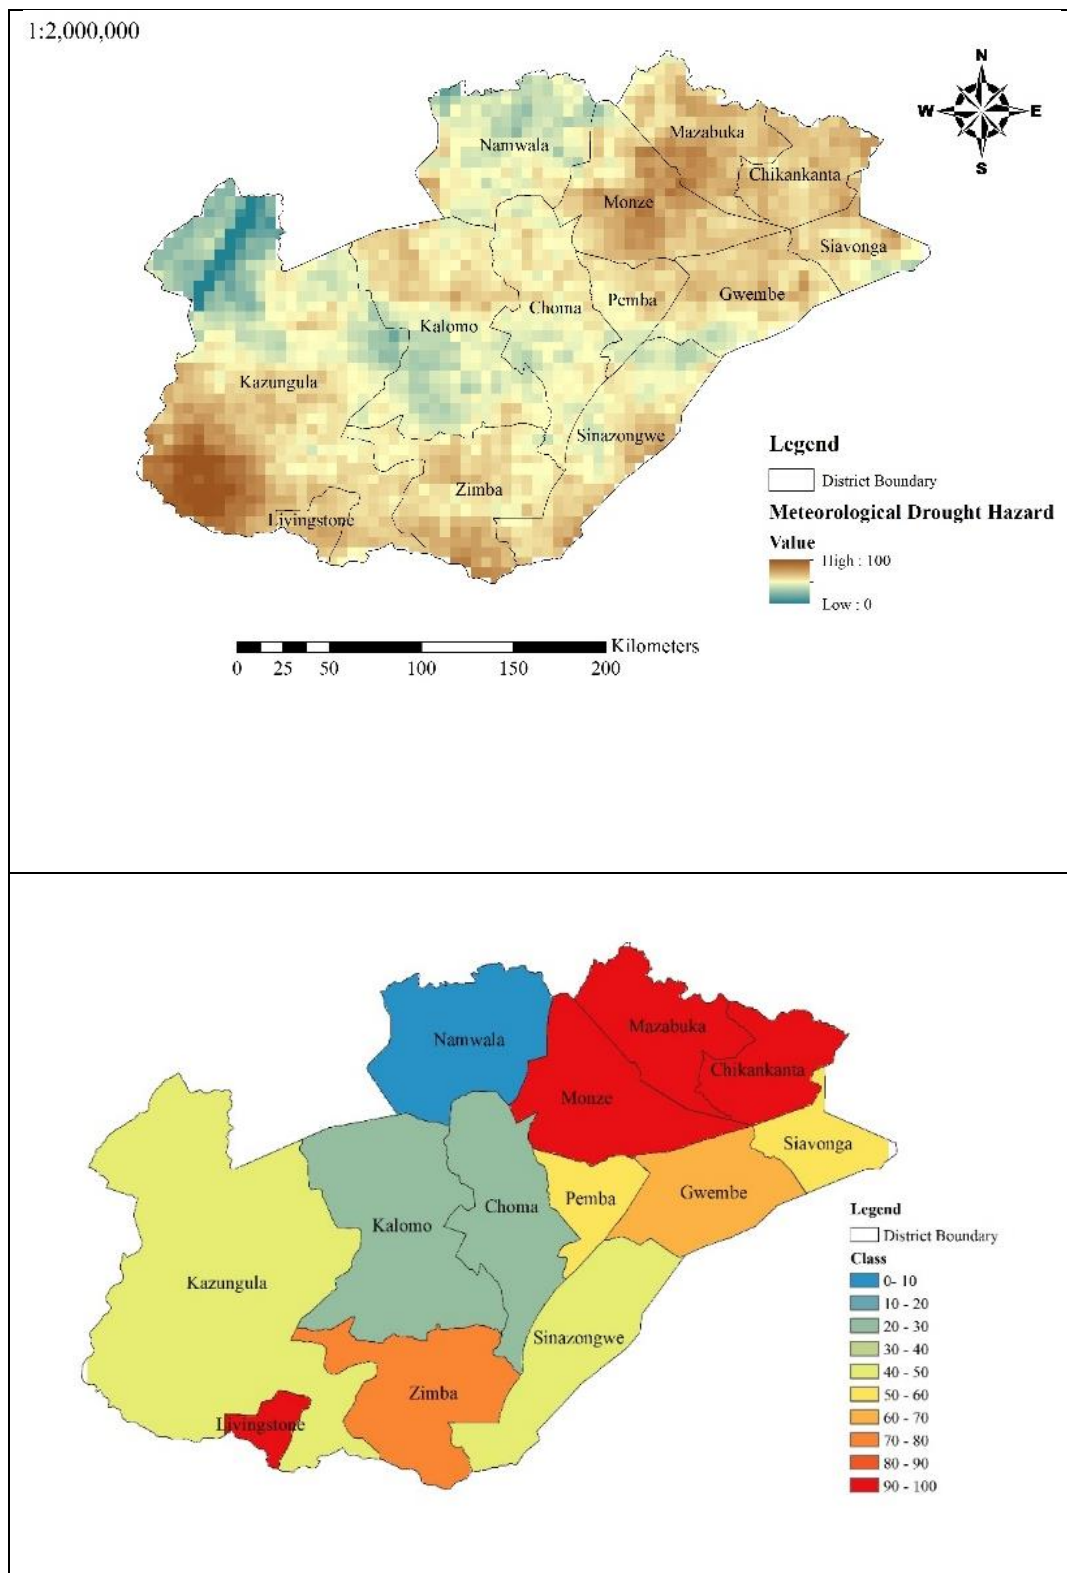 1:2,000,000
N
W E
S
Mazabuka
Namwala
Chikankanta
Monze
Siavonga
Gwembe
Pemba
Choma
Kalomo
Kazungula
Sinazongwe
Zimba
Livingstone
Legend
District Boundary
Meteorological Drought Hazard
Value
High : 100
Low : 0
Kilometers
0 25 50 100 150 200
Mazabuka
Namwala
Chikankanta
Monze
Siavonga
Gwembe
Pemba
Choma
Kalomo
Kazungula
Sinazongwe
Zimba
Livingstone
Legend
District Boundary
Class
0- 10
10 - 20
20 - 30
30 - 40
40 - 50
50 - 60
60 - 70
70 - 80
80 - 90
90 - 100